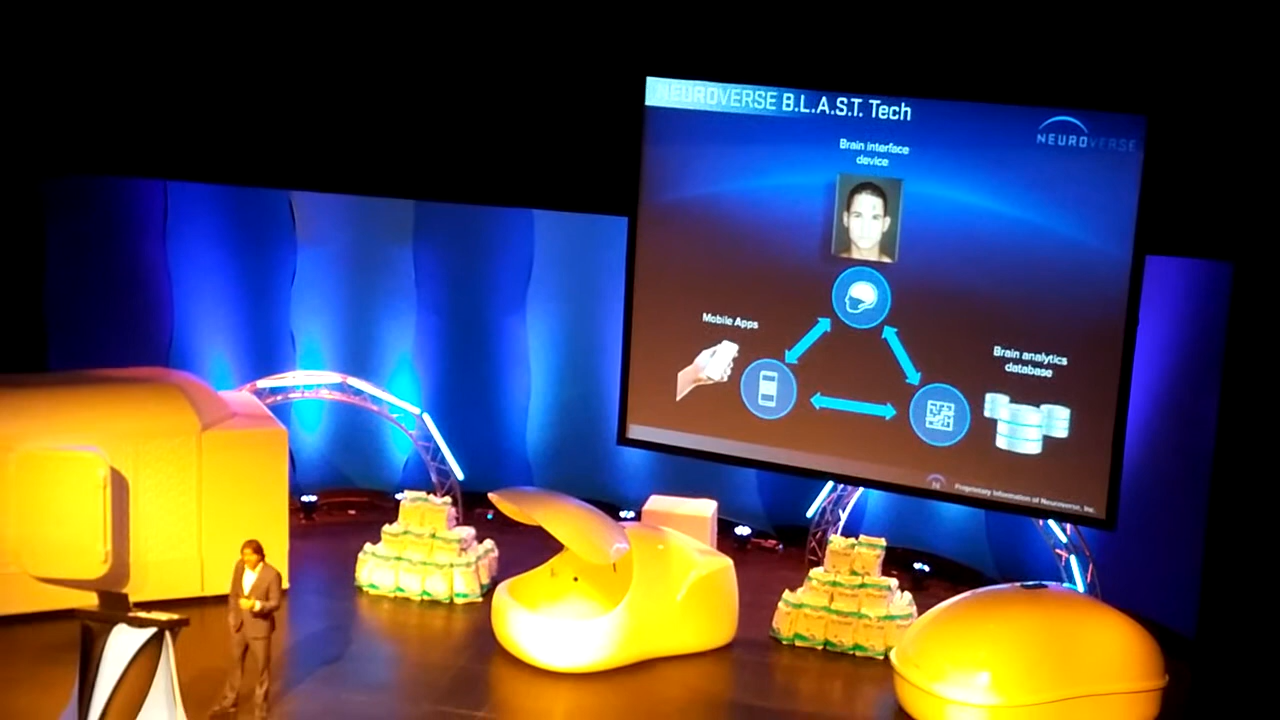 NEUROVERSE B.L.A.S.T. Tech
NEUROVERSE
Brain interface
device
Mobile Apps
Brain analytics
database
Proprietary Information of Neuroverse, Inc.